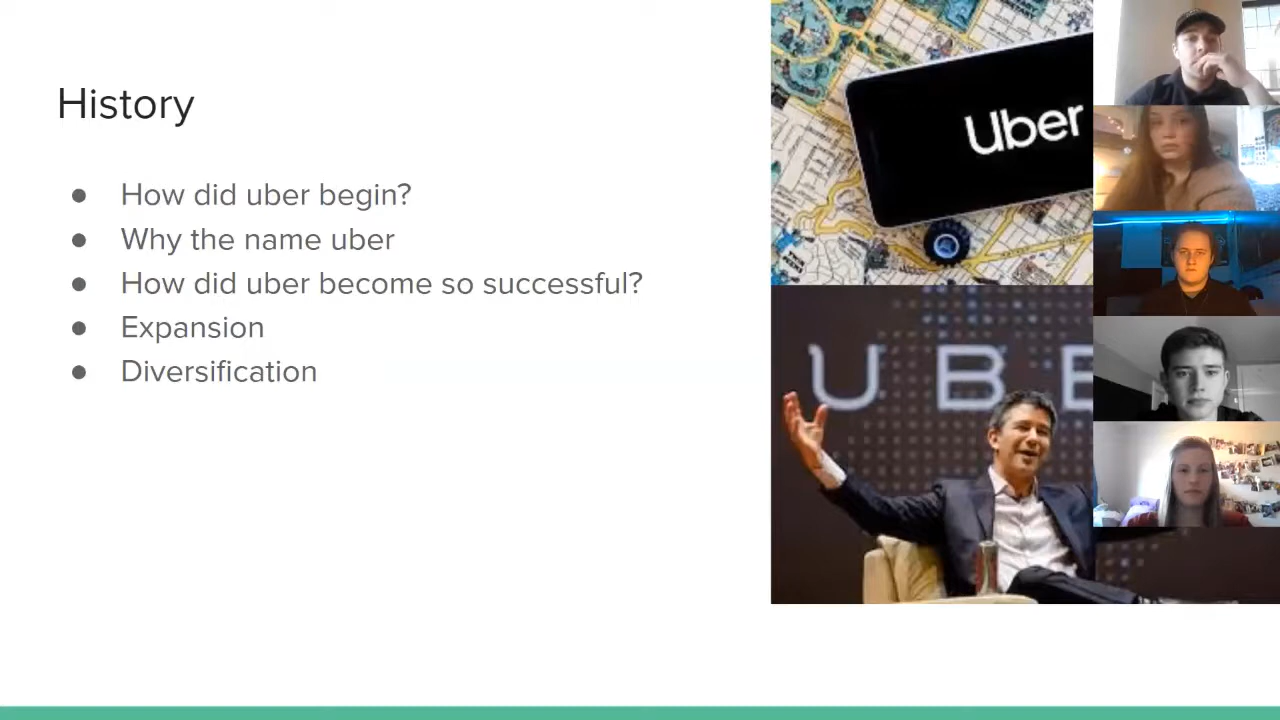 History
How did uber begin?
Why the name uber
How did uber become so successful?
Expansion
Diversification
Uber
UBE